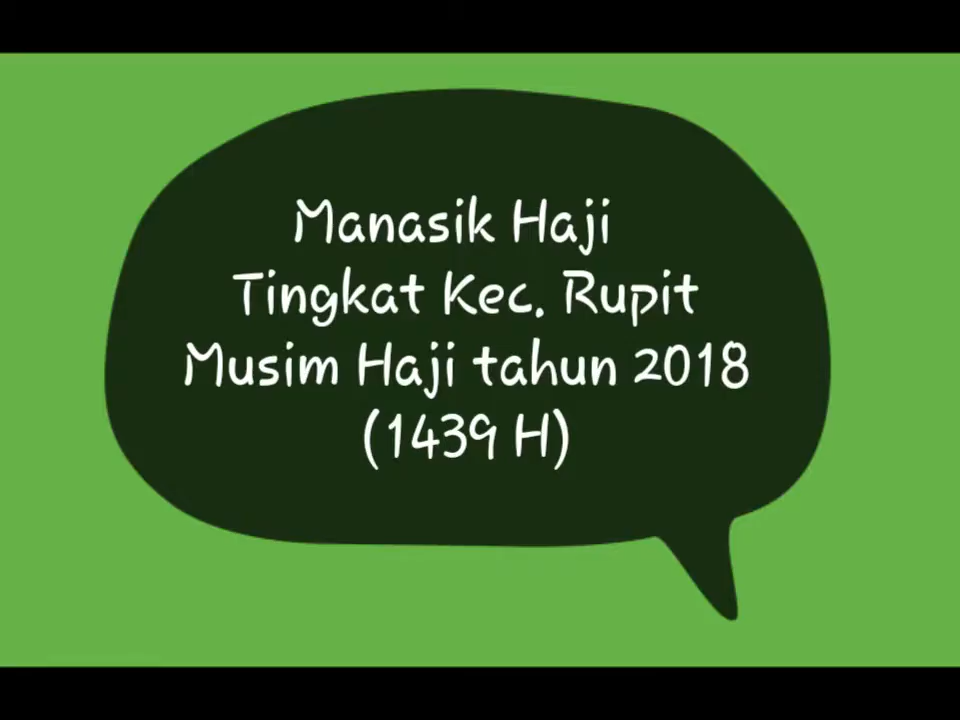 Manasik Haji
Tingkat Kec. Rupit
Musim Haji tahun 2018
(1439 H)